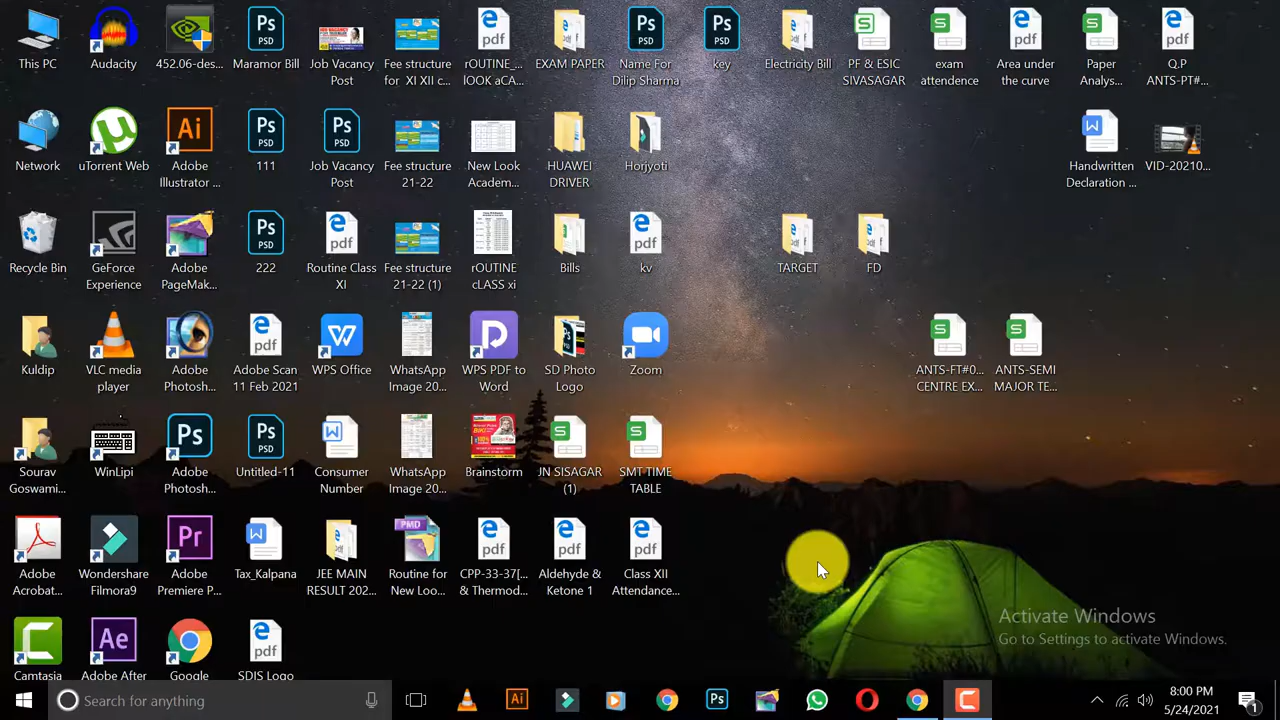 This PC
Audacity
452.06-des...
Maramor Bill
Job Vacancy
Post
Fee structure
for  XI XII c...
rOUTINE_...
lOOK aCA...
EXAM PAPER
Name For
Dilip Sharma
key
Electricity Bill
PF & ESIC
SIVASAGAR
exam
attendence
Area under
the curve
Paper
Analys...
Q.P
ANTS-PT#...
Network
uTorrent Web
Adobe
Illustrator ...
111
Job Vacancy
Post
Fee structure
21-22
New Look
Academ...
HUAWEI
DRIVER
Horjyoti
Handwritten
Declaration ...
VID-20210...
Recycle Bin
GeForce
Experience
Adobe
PageMak...
222
Routine Class
XI
Fee structure
21-22 (1)
rOUTINE
cLASS xi
Bills
kv
TARGET
FD
Kuldip
VLC media
player
Adobe
Photosh...
Adobe Scan
11 Feb 2021
WPS Office
WhatsApp
Image 20...
WPS PDF to
Word
SD Photo
Logo
Zoom
ANTS-FT#0...
CENTRE EX...
ANTS-SEMI
MAJOR TE...
Sourav
Goswami...
WinLipi
Adobe
Photosh...
Untitled-11
Consumer
Number
WhatsApp
Image 20...
Brainstorm
JN SISAGAR
(1)
SMT TIME
TABLE
Adobe
Acrobat...
Wondershare
Filmora9
Adobe
Premiere P...
Tax_Kalpana
JEE MAIN
RESULT 202...
Routine for
New Loo...
CPP-33-37[...
& Thermod...
Aldehyde &
Ketone 1
Class XII
Attendance...
Activate Windows
Go to Settings to activate Windows.
Camtasia
Adobe After
Google
SDIS Logo
Search for anything
8:00 PM
5/24/2021
1